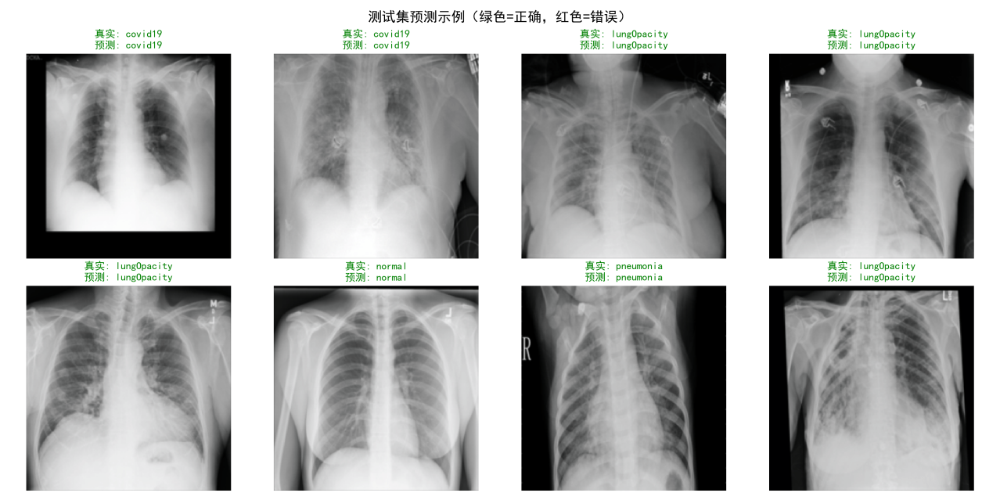 测试集预测示例（绿色=正确，红色=错误）
真实: covid19
预测: covid19
真实: covid19
预测: covid19
真实: lungOpacity
预测: lungOpacity
真实: lungOpacity
预测: lungOpacity
真实: lungOpacity
预测: lungOpacity
真实: normal
预测: normal
真实: pneumonia
预测: pneumonia
真实: lungOpacity
预测: lungOpacity
R